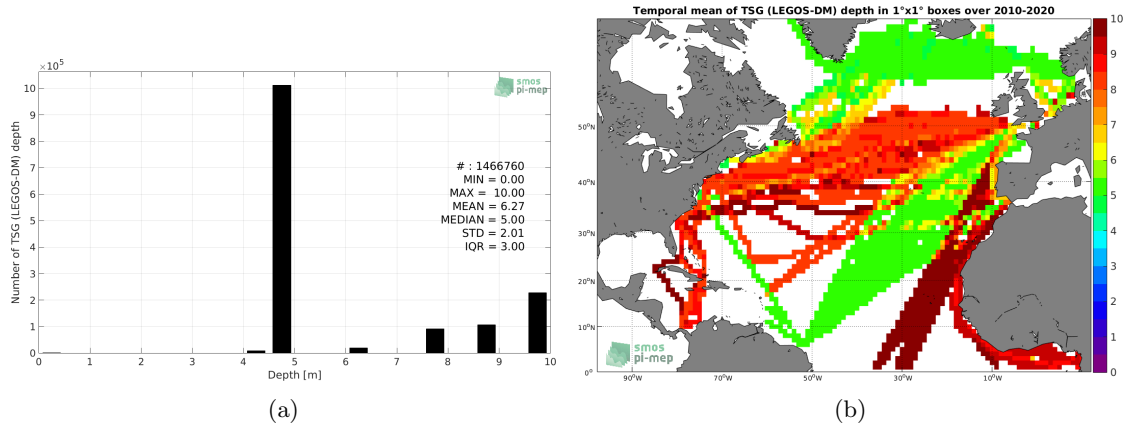 Temporal mean of TSG (LEGOS-DM) depth in 1°x1° boxes over 2010-2020
×10⁵
10
9
8
7
6
5
4
3
2
1
0
Number of TSG (LEGOS-DM) depth
smos
pi-mep
# : 1466760
MIN = 0.00
MAX = 10.00
MEAN = 6.27
MEDIAN = 5.00
STD = 2.01
IQR = 3.00
0 1 2 3 4 5 6 7 8 9 10
Depth [m]
(a)
50°N
40°N
30°N
20°N
10°N
0°
90°W 70°W 50°W 30°W 10°W
smos
pi-mep
10
9
8
7
6
5
4
3
2
1
0
(b)